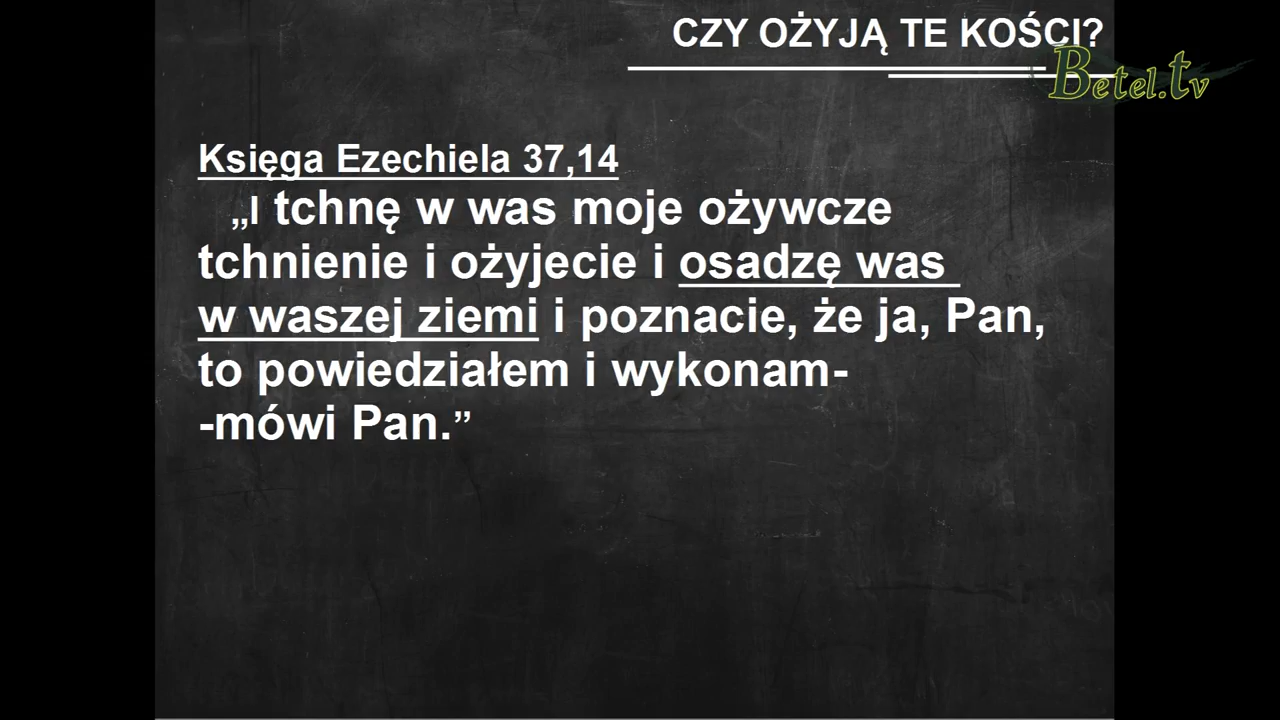 CZY OŻYJĄ TE KOŚCI?
Betel.tv
Księga Ezechiela 37,14
„I tchnę w was moje ożywcze
tchnienie i ożyjecie i osadzę was
w waszej ziemi i poznacie, że ja, Pan,
to powiedziałem i wykonam-
-mówi Pan.”